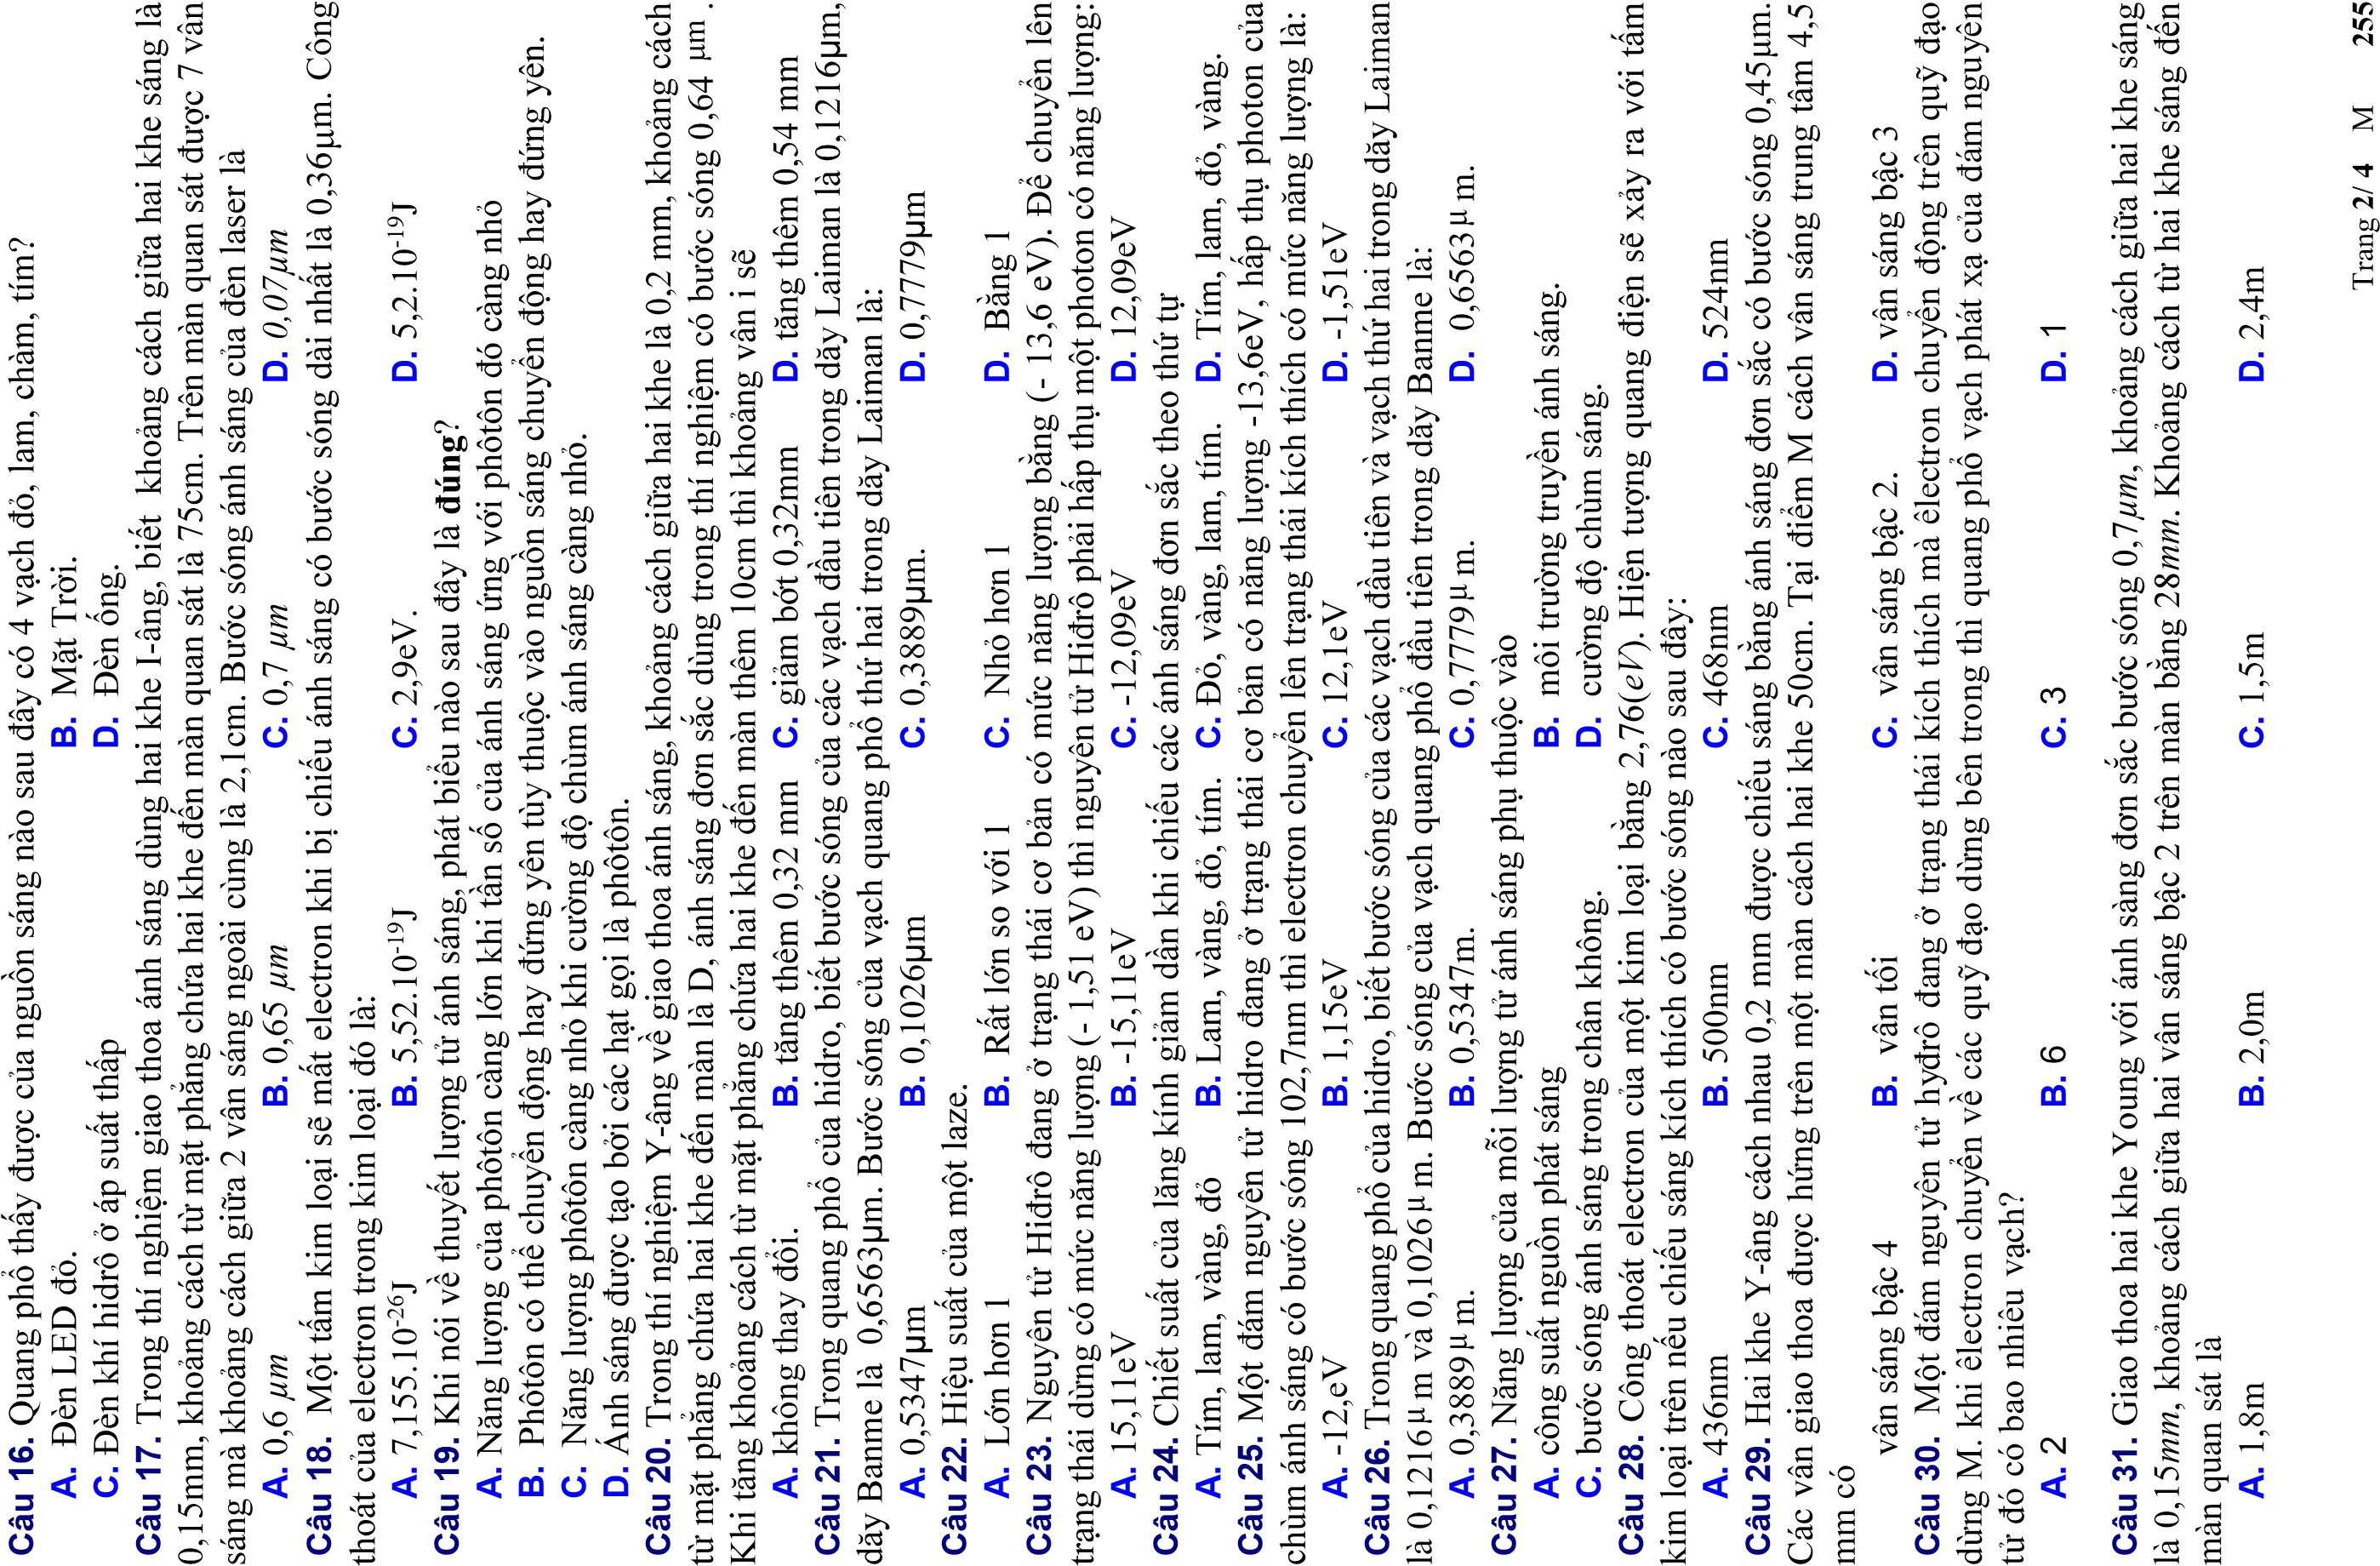 Câu 16. Quang phổ thấy được của nguồn sáng nào sau đây có 4 vạch đỏ, lam, chàm, tím?
A. Đèn LED đỏ. B. Mặt Trời.
C. Đèn khí hidrô ở áp suất thấp D. Đèn ống.
Câu 17. Trong thí nghiệm giao thoa ánh sáng dùng hai khe I-âng, biết khoảng cách giữa hai khe sáng là
0,15mm, khoảng cách từ mặt phẳng chứa hai khe đến màn quan sát là 75cm. Trên màn quan sát được 7 vân
sáng mà khoảng cách giữa 2 vân sáng ngoài cùng là 2,1cm. Bước sóng ánh sáng của đèn laser là
A. 0,6 μm B. 0,65 μm C. 0,7 μm D. 0,07μm
Câu 18. Một tấm kim loại sẽ mất electron khi bị chiếu ánh sáng có bước sóng dài nhất là 0,36μm. Công
thoát của electron trong kim loại đó là:
A. 7,155.10⁻²⁶J B. 5,52.10⁻¹⁹J C. 2,9eV. D. 5,2.10⁻¹⁹J
Câu 19. Khi nói về thuyết lượng tử ánh sáng, phát biểu nào sau đây là đúng?
A. Năng lượng của phôtôn càng lớn khi tần số của ánh sáng ứng với phôtôn đó càng nhỏ
B. Phôtôn có thể chuyển động hay đứng yên tùy thuộc vào nguồn sáng chuyển động hay đứng yên.
C. Năng lượng phôtôn càng nhỏ khi cường độ chùm ánh sáng càng nhỏ.
D. Ánh sáng được tạo bởi các hạt gọi là phôtôn.
Câu 20. Trong thí nghiệm Y-âng về giao thoa ánh sáng, khoảng cách giữa hai khe là 0,2 mm, khoảng cách
từ mặt phẳng chứa hai khe đến màn là D, ánh sáng đơn sắc dùng trong thí nghiệm có bước sóng 0,64 μm .
Khi tăng khoảng cách từ mặt phẳng chứa hai khe đến màn thêm 10cm thì khoảng vân i sẽ
A. không thay đổi. B. tăng thêm 0,32 mm C. giảm bớt 0,32mm D. tăng thêm 0,54 mm
Câu 21. Trong quang phổ của hidro, biết bước sóng của các vạch đầu tiên trong dãy Laiman là 0,1216μm,
dãy Banme là 0,6563μm. Bước sóng của vạch quang phổ thứ hai trong dãy Laiman là:
A. 0,5347μm B. 0,1026μm C. 0,3889μm. D. 0,7779μm
Câu 22. Hiệu suất của một laze.
A. Lớn hơn 1 B. Rất lớn so với 1 C. Nhỏ hơn 1 D. Bằng 1
Câu 23. Nguyên tử Hiđrô đang ở trạng thái cơ bản có mức năng lượng bằng (- 13,6 eV). Để chuyển lên
trạng thái dừng có mức năng lượng (- 1,51 eV) thì nguyên tử Hiđrô phải hấp thụ một photon có năng lượng:
A. 15,11eV B. -15,11eV C. -12,09eV D. 12,09eV
Câu 24. Chiết suất của lăng kính giảm dần khi chiếu các ánh sáng đơn sắc theo thứ tự
A. Tím, lam, vàng, đỏ B. Lam, vàng, đỏ, tím. C. Đỏ, vàng, lam, tím. D. Tím, lam, đỏ, vàng.
Câu 25. Một đám nguyên tử hidro đang ở trạng thái cơ bản có năng lượng -13,6eV, hấp thụ photon của
chùm ánh sáng có bước sóng 102,7nm thì electron chuyển lên trạng thái kích thích có mức năng lượng là:
A. -12,eV B. 1,15eV C. 12,1eV D. -1,51eV
Câu 26. Trong quang phổ của hidro, biết bước sóng của các vạch đầu tiên và vạch thứ hai trong dãy Laiman
là 0,1216μm và 0,1026μm. Bước sóng của vạch quang phổ đầu tiên trong dãy Banme là:
A. 0,3889μm. B. 0,5347m. C. 0,7779μm. D. 0,6563μm.
Câu 27. Năng lượng của mỗi lượng tử ánh sáng phụ thuộc vào
A. công suất nguồn phát sáng B. môi trường truyền ánh sáng.
C. bước sóng ánh sáng trong chân không. D. cường độ chùm sáng.
Câu 28. Công thoát electron của một kim loại bằng 2,76(eV). Hiện tượng quang điện sẽ xảy ra với tấm
kim loại trên nếu chiếu sáng kích thích có bước sóng nào sau đây:
A. 436nm B. 500nm C. 468nm D. 524nm
Câu 29. Hai khe Y-âng cách nhau 0,2 mm được chiếu sáng bằng ánh sáng đơn sắc có bước sóng 0,45μm.
Các vân giao thoa được hứng trên một màn cách hai khe 50cm. Tại điểm M cách vân sáng trung tâm 4,5
mm có
vân sáng bậc 4 B. vân tối C. vân sáng bậc 2. D. vân sáng bậc 3
Câu 30. Một đám nguyên tử hyđrô đang ở trạng thái kích thích mà êlectron chuyển động trên quỹ đạo
dừng M. khi êlectron chuyển về các quỹ đạo dừng bên trong thì quang phổ vạch phát xạ của đám nguyên
tử đó có bao nhiêu vạch?
A. 2 B. 6 C. 3 D. 1
Câu 31. Giao thoa hai khe Young với ánh sàng đơn sắc bước sóng 0,7μm, khoảng cách giữa hai khe sáng
là 0,15mm, khoảng cách giữa hai vân sáng bậc 2 trên màn bằng 28mm. Khoảng cách từ hai khe sáng đến
màn quan sát là
A. 1,8m B. 2,0m C. 1,5m D. 2,4m
Trang 2/ 4 M 255